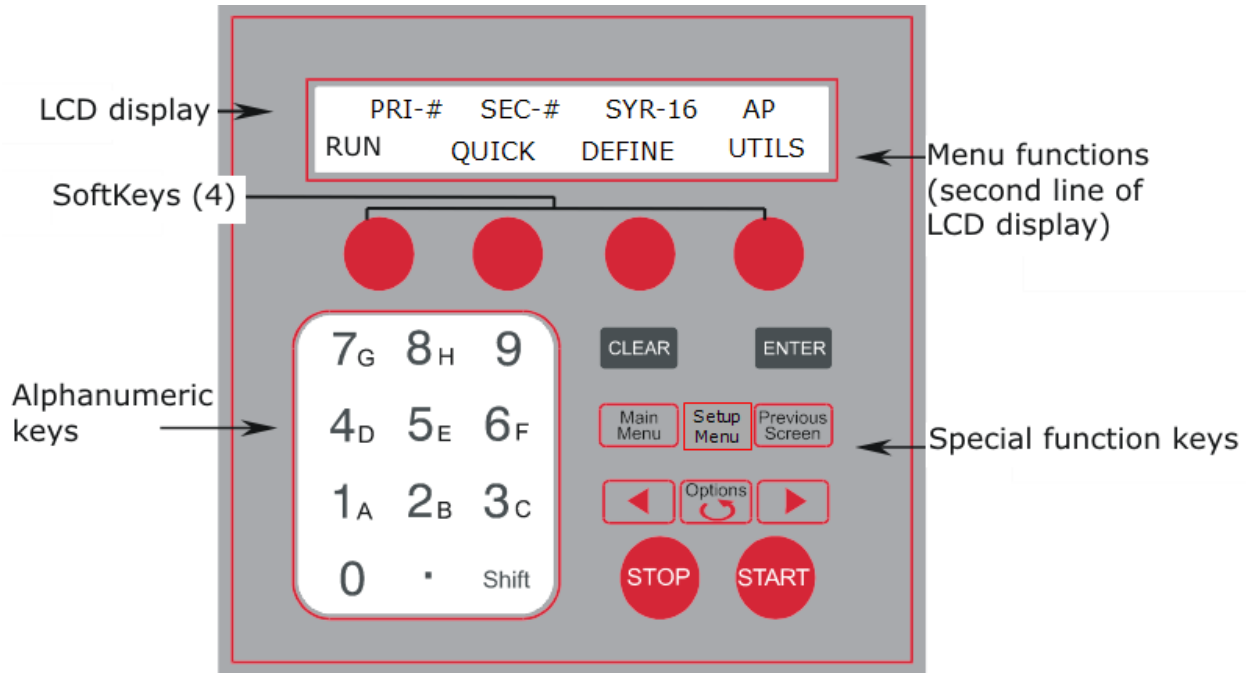 LCD display
PRI-# SEC-# SYR-16 AP
RUN QUICK DEFINE UTILS
Menu functions
(second line of
LCD display)
SoftKeys (4)
Alphanumeric
keys
7G 8H 9
4D 5E 6F
1A 2B 3C
0 . Shift
CLEAR ENTER
Main
Menu
Setup
Menu
Previous
Screen
Special function keys
Options
STOP START